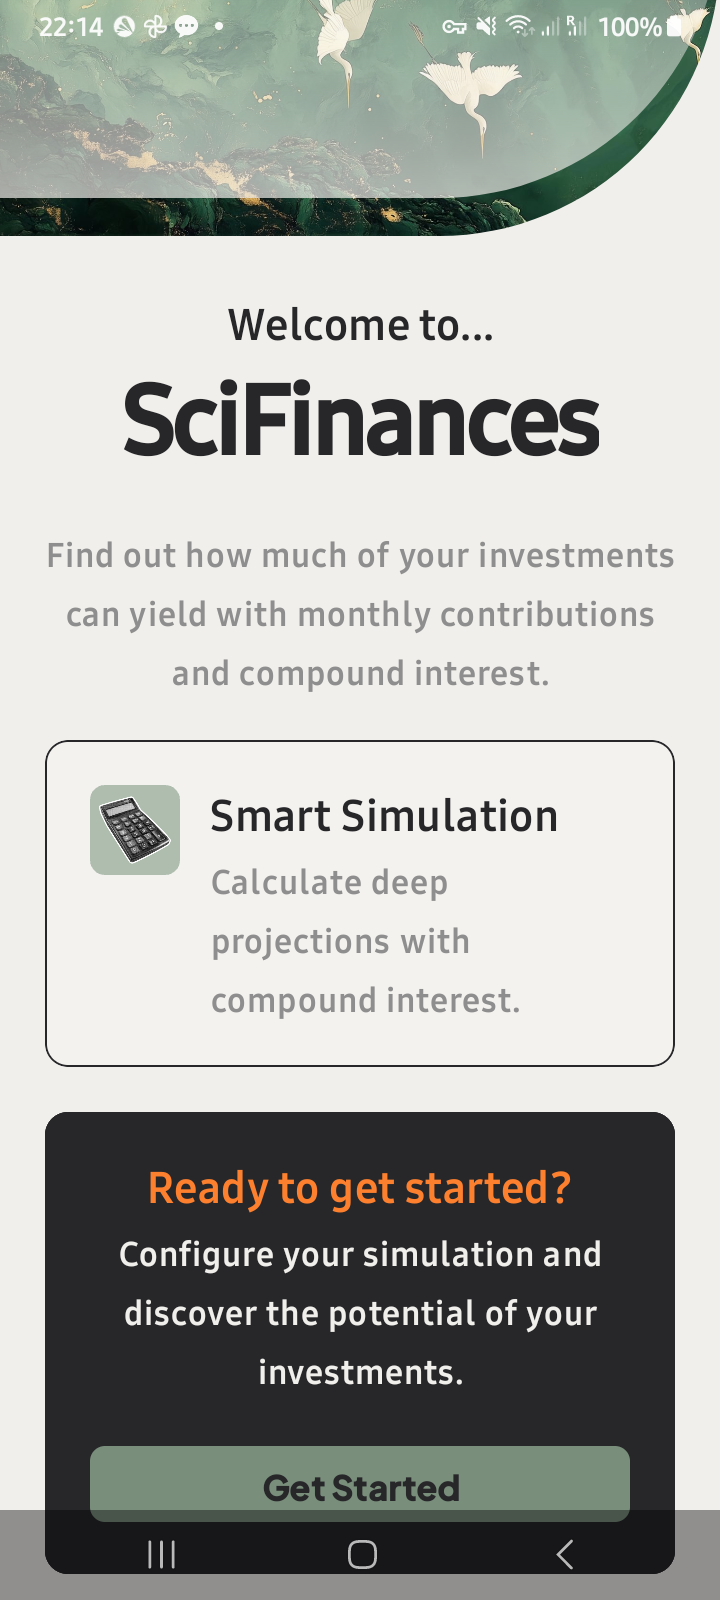 22:14
R
100%
Welcome to...
SciFinances
Find out how much of your investments
can yield with monthly contributions
and compound interest.
Smart Simulation
Calculate deep
projections with
compound interest.
Ready to get started?
Configure your simulation and
discover the potential of your
investments.
Get Started